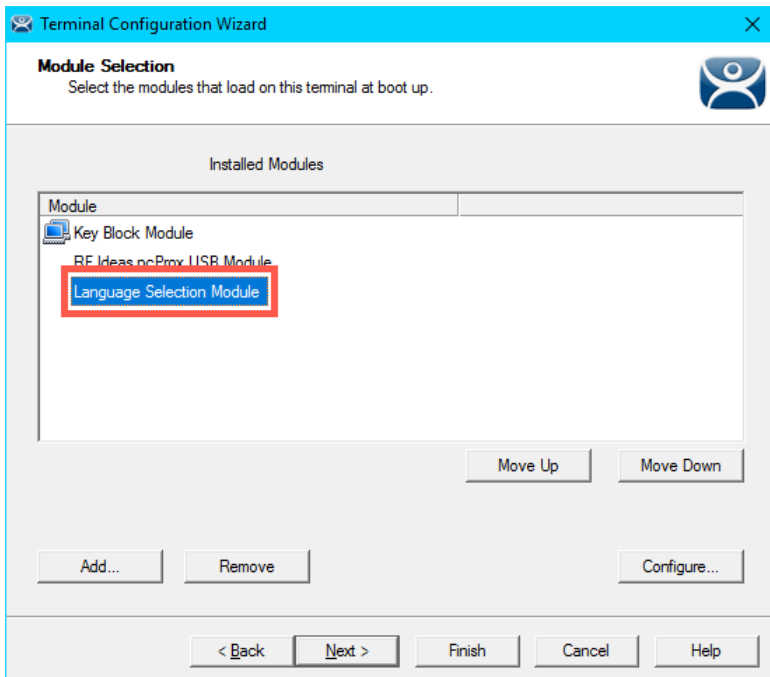 Terminal Configuration Wizard
Module Selection
Select the modules that load on this terminal at boot up.
Installed Modules
Module
Key Block Module
RF Ideas pcProx USB Module
Language Selection Module
Move Up Move Down
Add... Remove Configure...
< Back Next > Finish Cancel Help